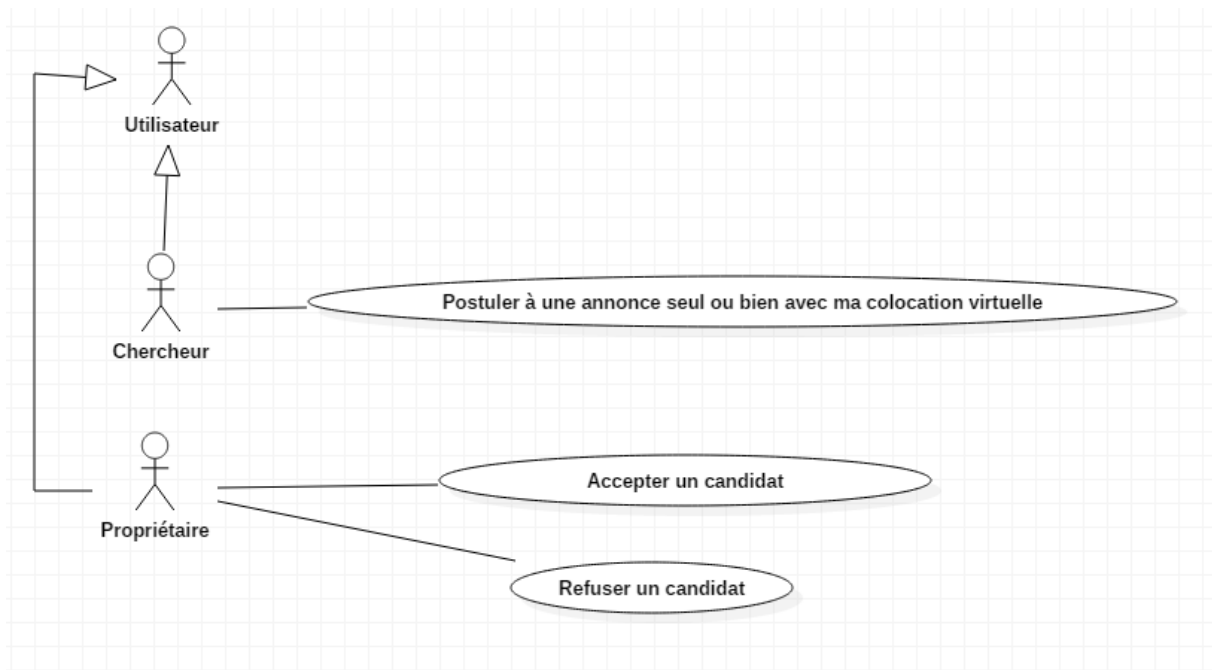 Utilisateur
Postuler à une annonce seul ou bien avec ma colocation virtuelle
Chercheur
Accepter un candidat
Propriétaire
Refuser un candidat